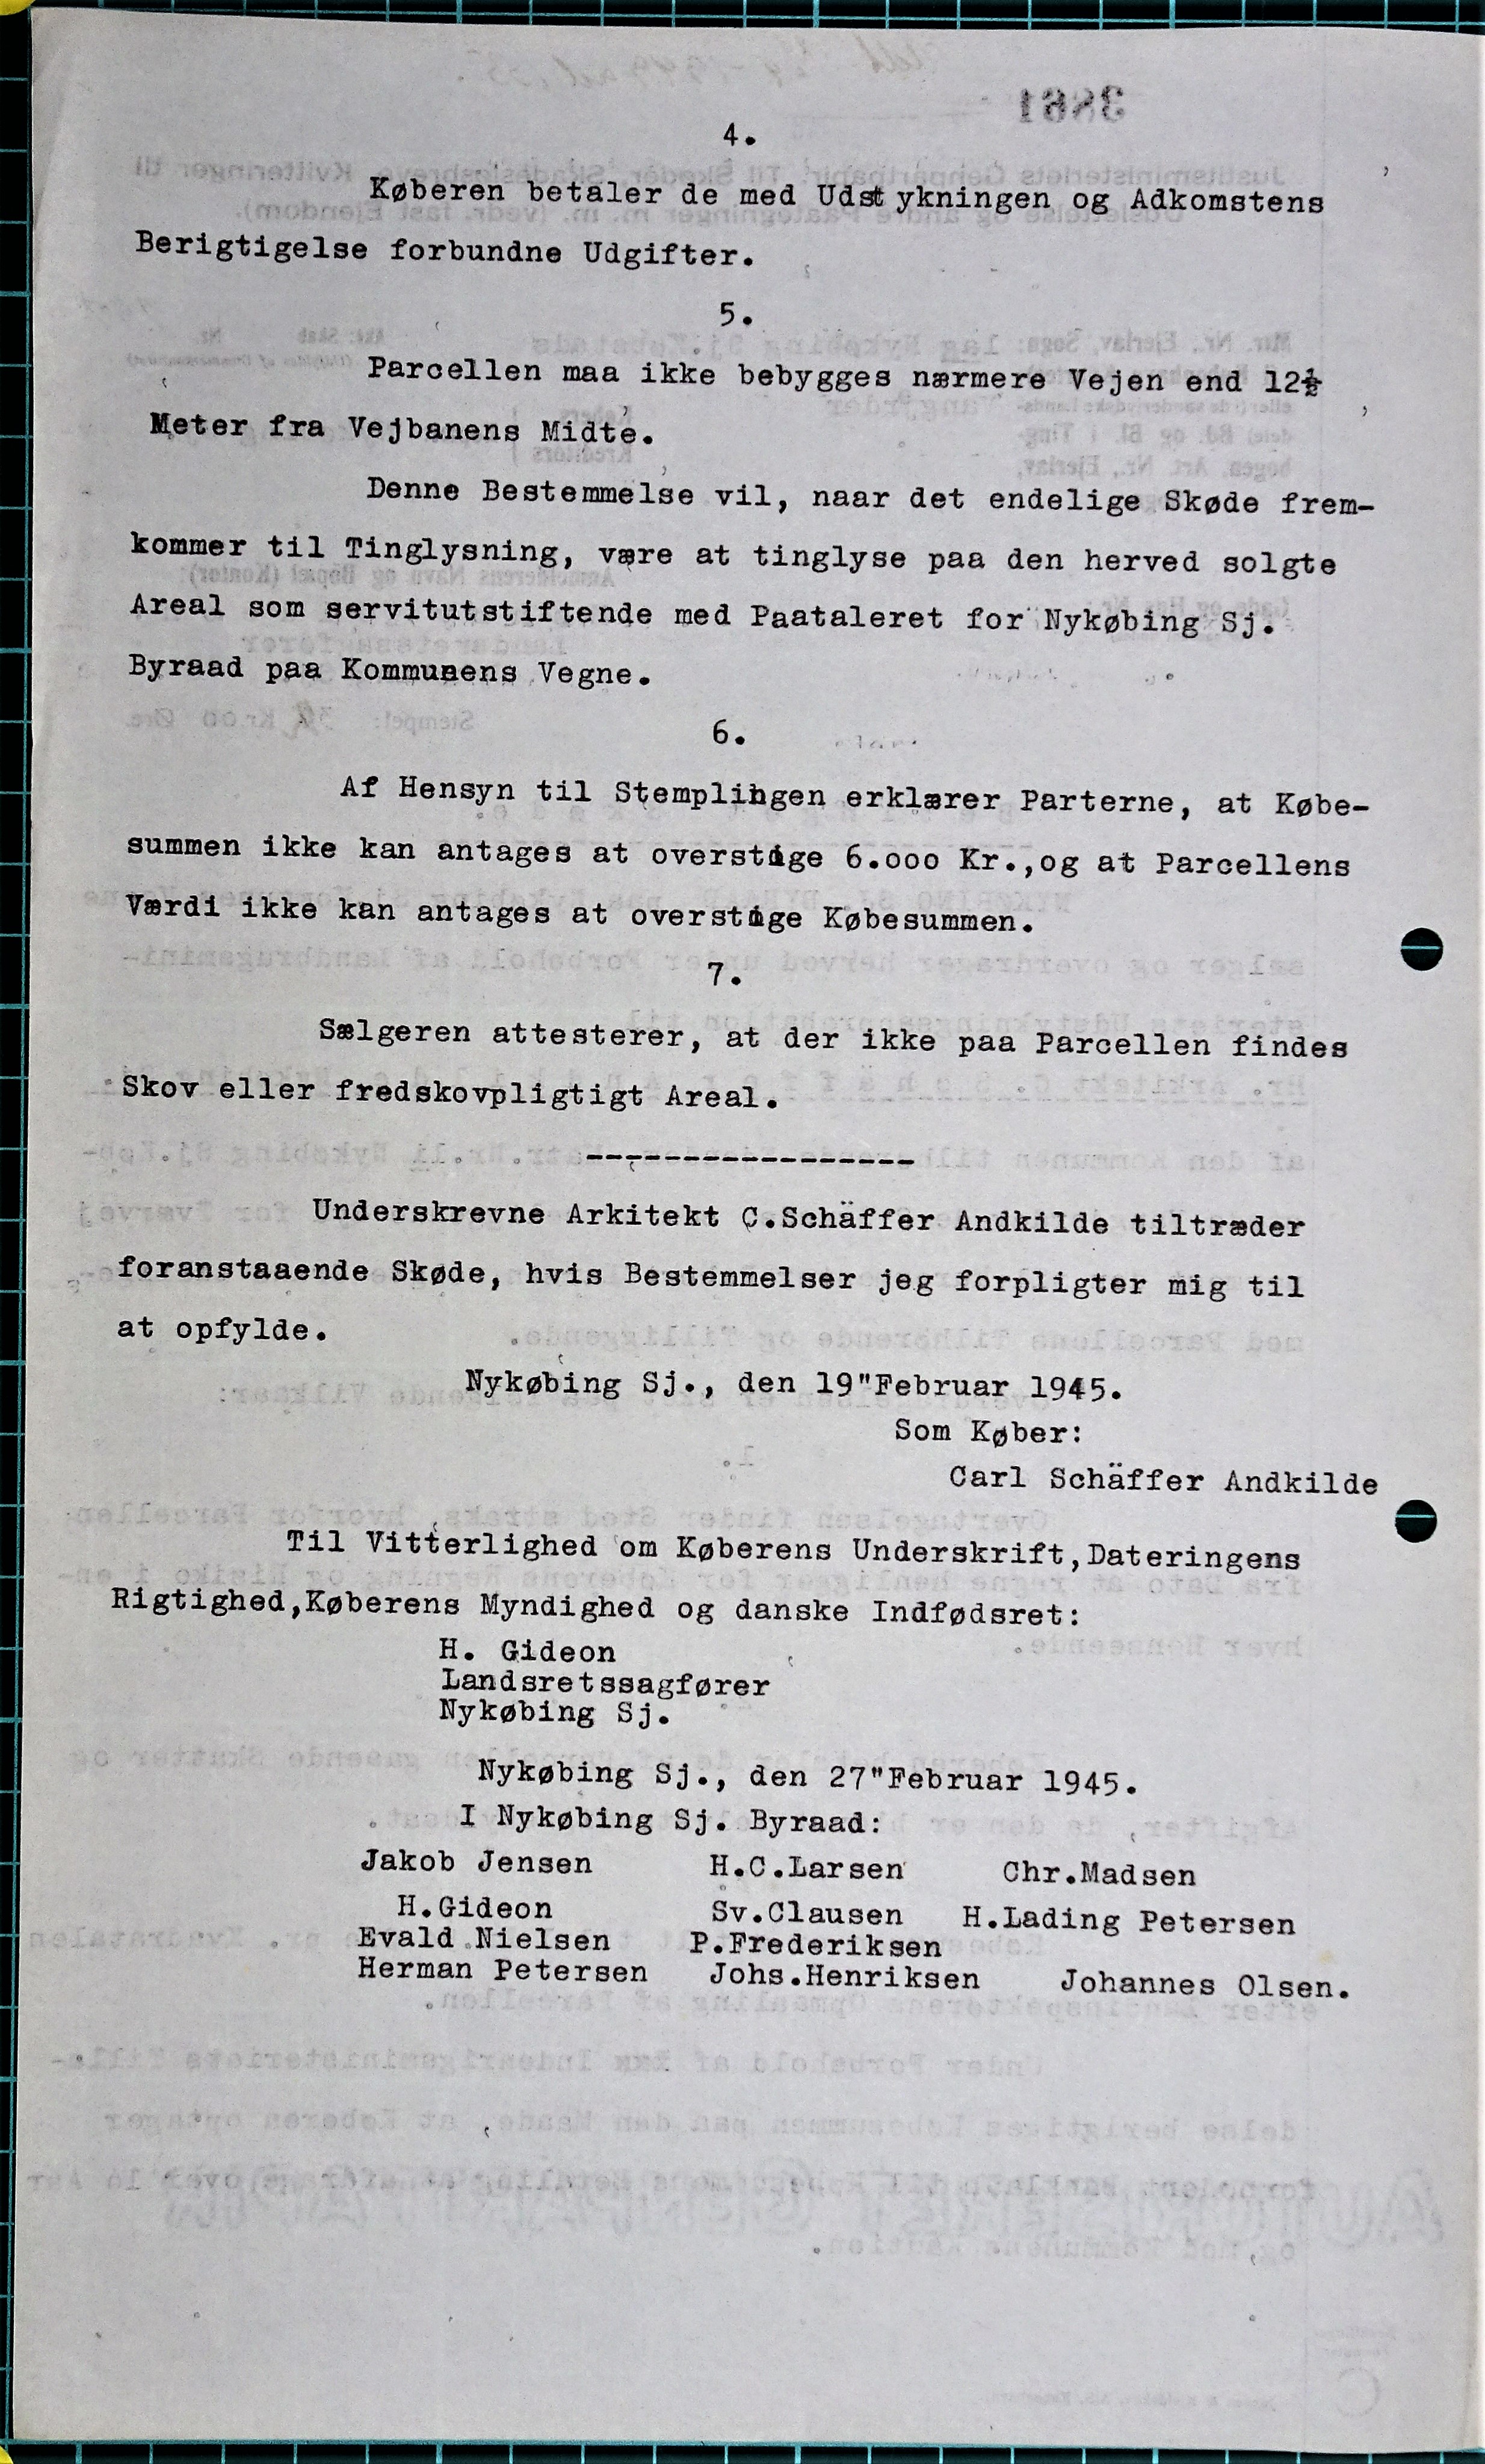 3861
4.
Køberen betaler de med Udstykningen og Adkomstens
Berigtigelse forbundne Udgifter.
5.
Parcellen maa ikke bebygges nærmere Vejen end 12½
Meter fra Vejbanens Midte.
Denne Bestemmelse vil, naar det endelige Skøde frem-
kommer til Tinglysning, være at tinglyse paa den herved solgte
Areal som servitutstiftende med Paataleret for Nykøbing Sj.
Byraad paa Kommunens Vegne.
6.
Af Hensyn til Stemplingen erklærer Parterne, at Købe-
summen ikke kan antages at overstige 6.000 Kr.,og at Parcellens
Værdi ikke kan antages at overstige Købesummen.
7.
Sælgeren attesterer, at der ikke paa Parcellen findes
Skov eller fredskovpligtigt Areal.
------------------
Underskrevne Arkitekt C.Schäffer Andkilde tiltræder
foranstaaende Skøde, hvis Bestemmelser jeg forpligter mig til
at opfylde.
Nykøbing Sj., den 19"Februar 1945.
Som Køber:
Carl Schäffer Andkilde
Til Vitterlighed om Køberens Underskrift,Dateringens
Rigtighed,Køberens Myndighed og danske Indfødsret:
H. Gideon
Landsretssagfører
Nykøbing Sj.
Nykøbing Sj., den 27"Februar 1945.
I Nykøbing Sj. Byraad:
Jakob Jensen H.C.Larsen Chr.Madsen
H.Gideon Sv.Clausen H.Lading Petersen
Evald Nielsen P.Frederiksen
Herman Petersen Johs.Henriksen Johannes Olsen.